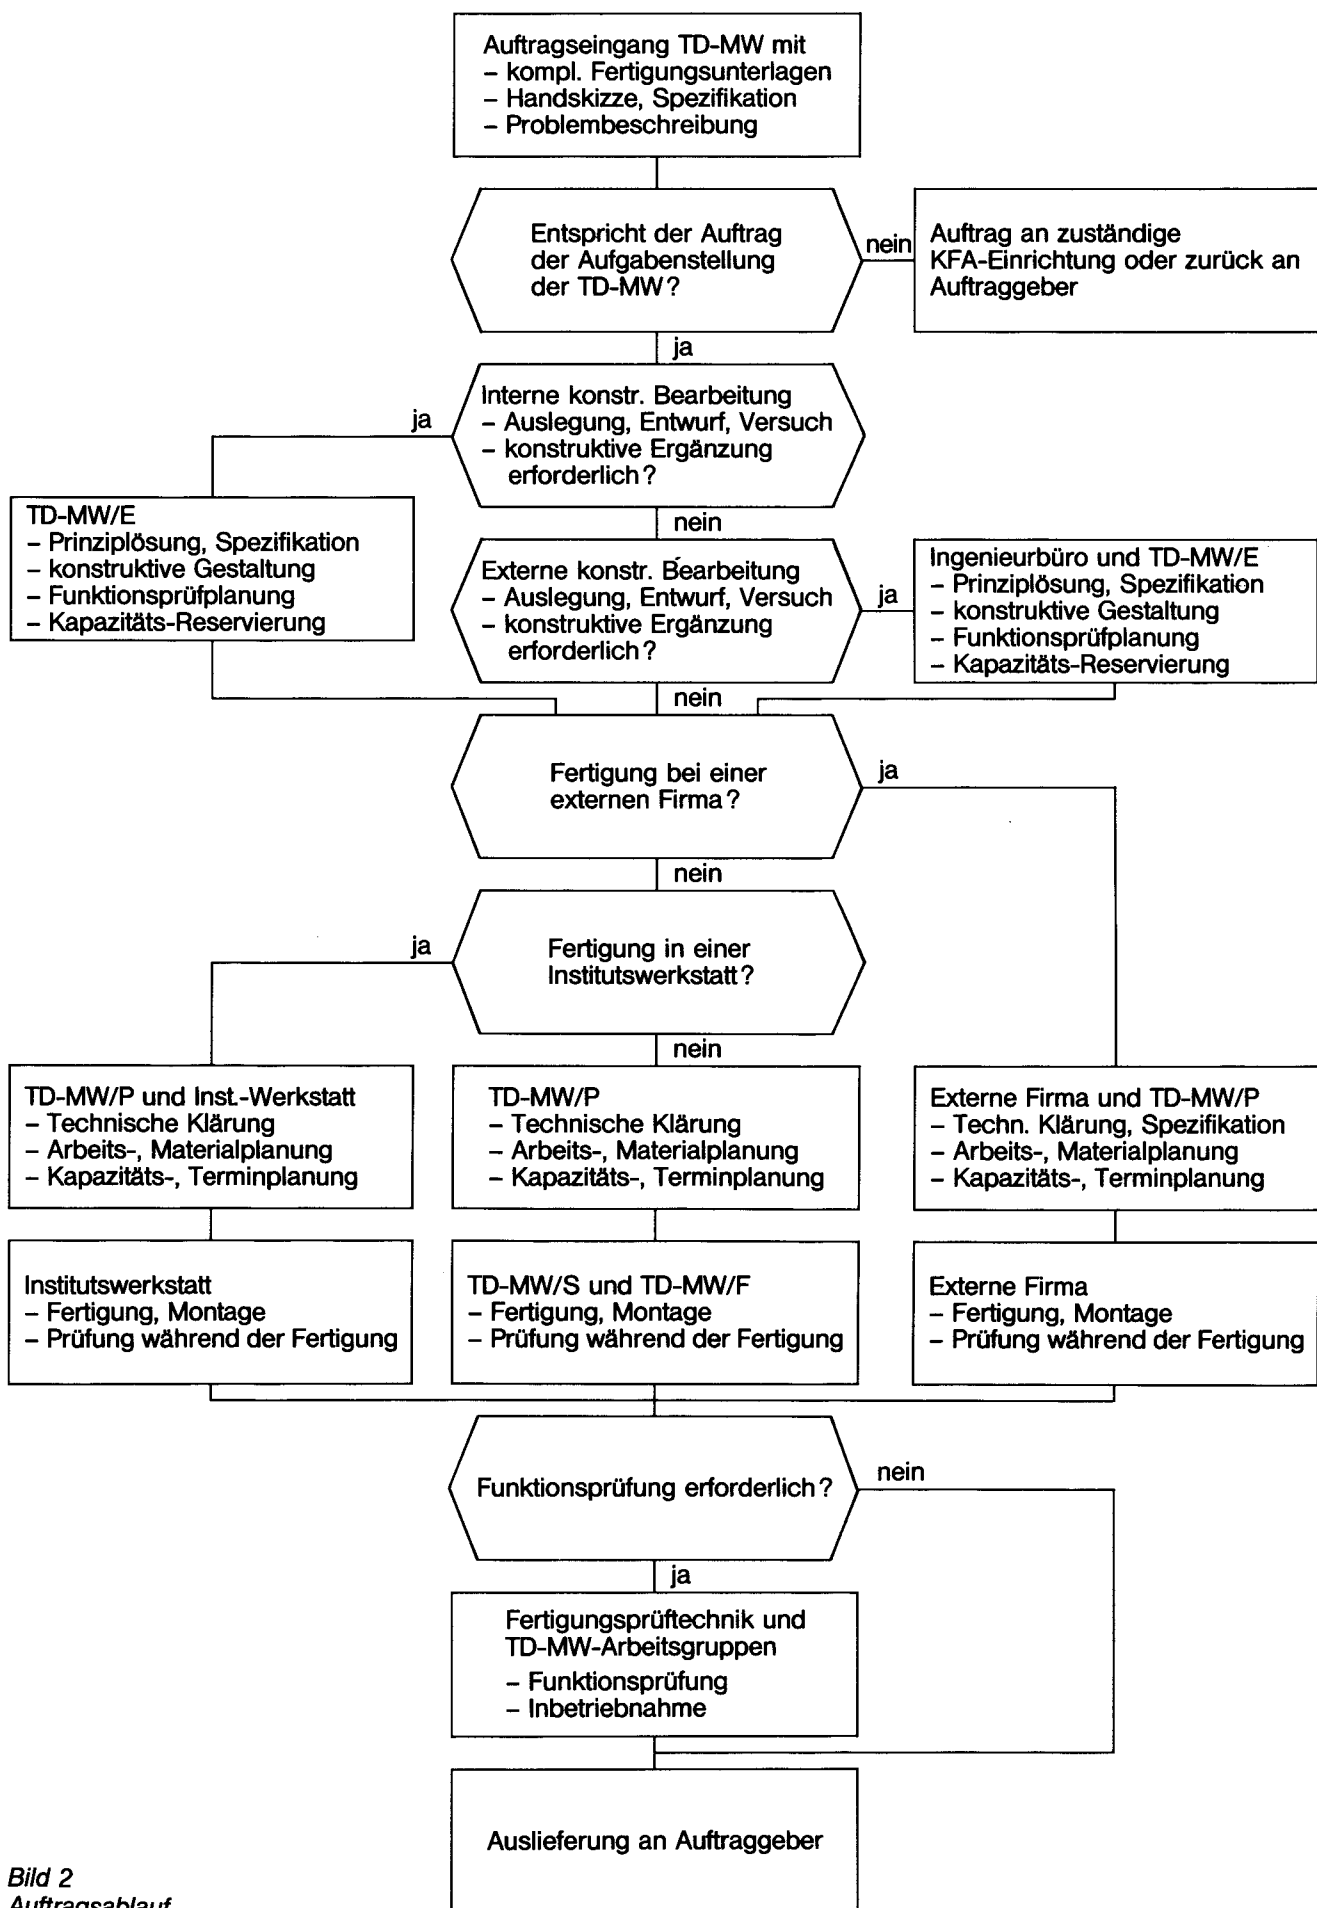 Auftragseingang TD-MW mit
– kompl. Fertigungsunterlagen
– Handskizze, Spezifikation
– Problembeschreibung
Entspricht der Auftrag
der Aufgabenstellung
der TD-MW?
nein
Auftrag an zuständige
KFA-Einrichtung oder zurück an
Auftraggeber
ja
Interne konstr. Bearbeitung
– Auslegung, Entwurf, Versuch
– konstruktive Ergänzung
erforderlich?
ja
TD-MW/E
– Prinziplösung, Spezifikation
– konstruktive Gestaltung
– Funktionsprüfplanung
– Kapazitäts-Reservierung
nein
Externe konstr. Bearbeitung
– Auslegung, Entwurf, Versuch
– konstruktive Ergänzung
erforderlich?
ja
Ingenieurbüro und TD-MW/E
– Prinziplösung, Spezifikation
– konstruktive Gestaltung
– Funktionsprüfplanung
– Kapazitäts-Reservierung
nein
Fertigung bei einer
externen Firma?
ja
nein
Fertigung in einer
Institutswerkstatt?
ja
nein
TD-MW/P und Inst.-Werkstatt
– Technische Klärung
– Arbeits-, Materialplanung
– Kapazitäts-, Terminplanung
TD-MW/P
– Technische Klärung
– Arbeits-, Materialplanung
– Kapazitäts-, Terminplanung
Externe Firma und TD-MW/P
– Techn. Klärung, Spezifikation
– Arbeits-, Materialplanung
– Kapazitäts-, Terminplanung
Institutswerkstatt
– Fertigung, Montage
– Prüfung während der Fertigung
TD-MW/S und TD-MW/F
– Fertigung, Montage
– Prüfung während der Fertigung
Externe Firma
– Fertigung, Montage
– Prüfung während der Fertigung
Funktionsprüfung erforderlich?
nein
ja
Fertigungsprüftechnik und
TD-MW-Arbeitsgruppen
– Funktionsprüfung
– Inbetriebnahme
Auslieferung an Auftraggeber
Bild 2
Auftragsablauf